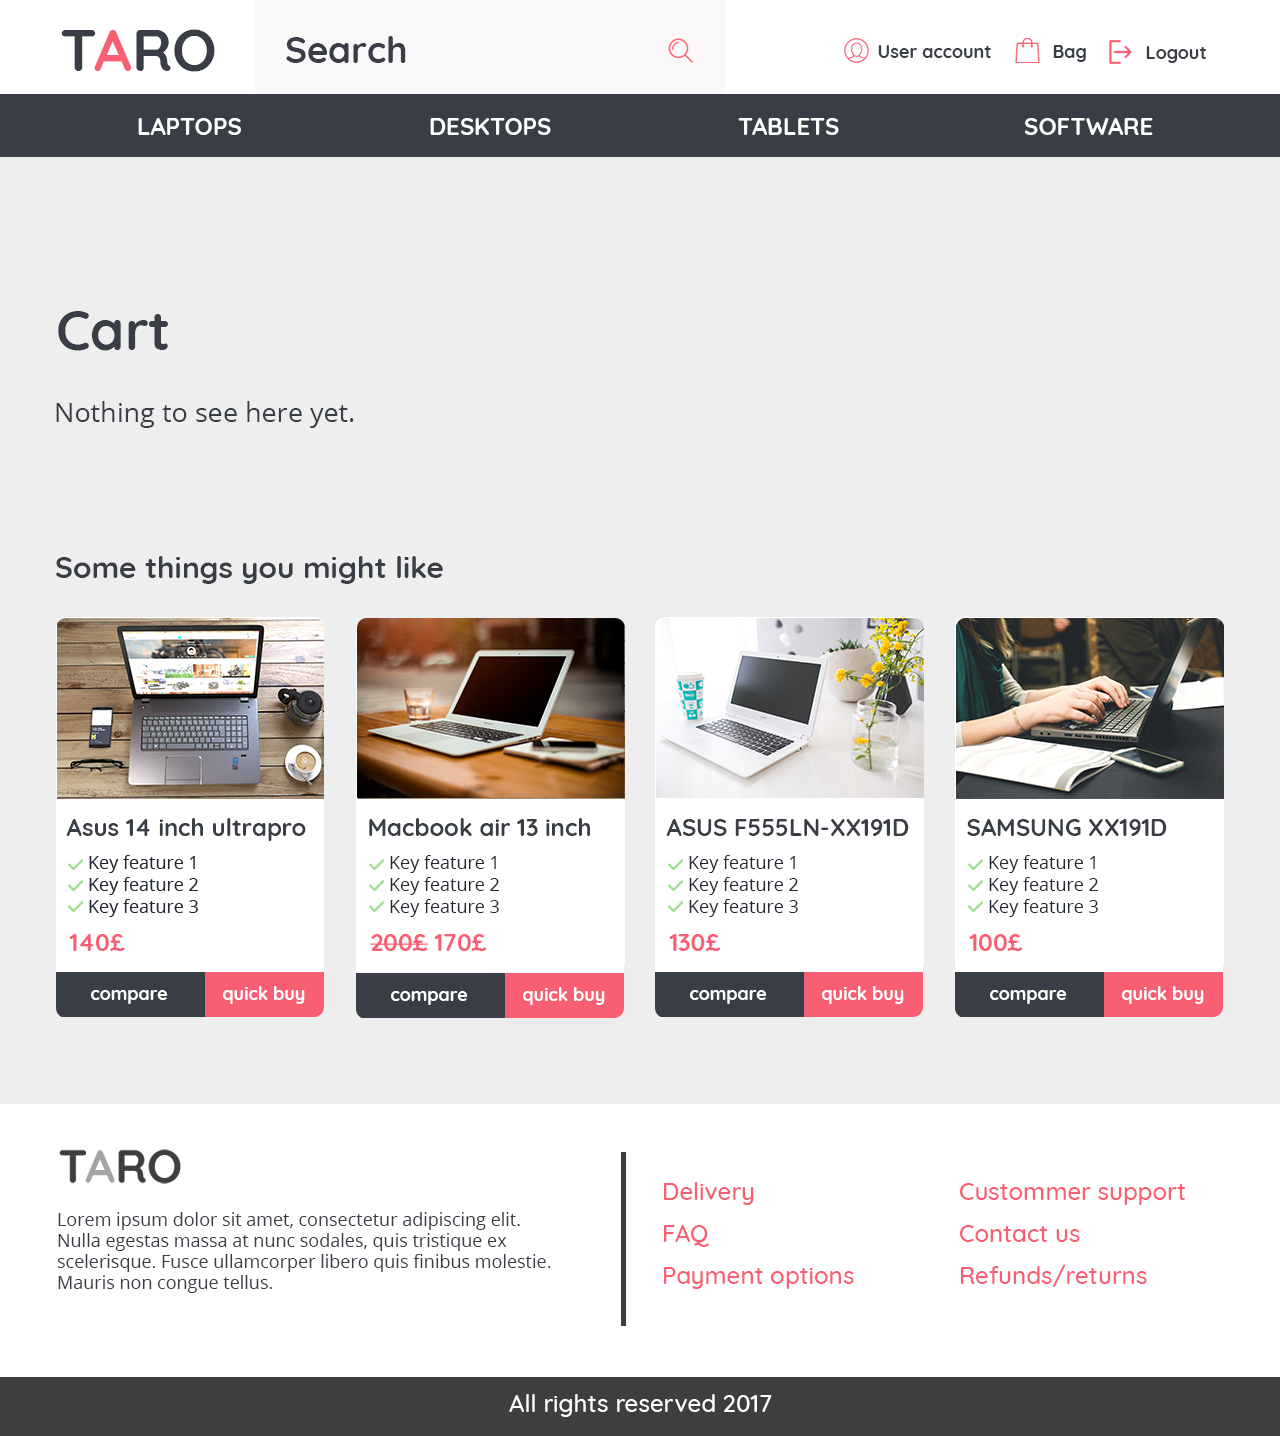 TARO
Search
User account
Bag
Logout
LAPTOPS
DESKTOPS
TABLETS
SOFTWARE
Cart
Nothing to see here yet.
Some things you might like
Asus 14 inch ultrapro
Key feature 1
Key feature 2
Key feature 3
140£
compare
quick buy
Macbook air 13 inch
Key feature 1
Key feature 2
Key feature 3
200£ 170£
compare
quick buy
ASUS F555LN-XX191D
Key feature 1
Key feature 2
Key feature 3
130£
compare
quick buy
SAMSUNG XX191D
Key feature 1
Key feature 2
Key feature 3
100£
compare
quick buy
TARO
Lorem ipsum dolor sit amet, consectetur adipiscing elit.
Nulla egestas massa at nunc sodales, quis tristique ex
scelerisque. Fusce ullamcorper libero quis finibus molestie.
Mauris non congue tellus.
Delivery
FAQ
Payment options
Custommer support
Contact us
Refunds/returns
All rights reserved 2017